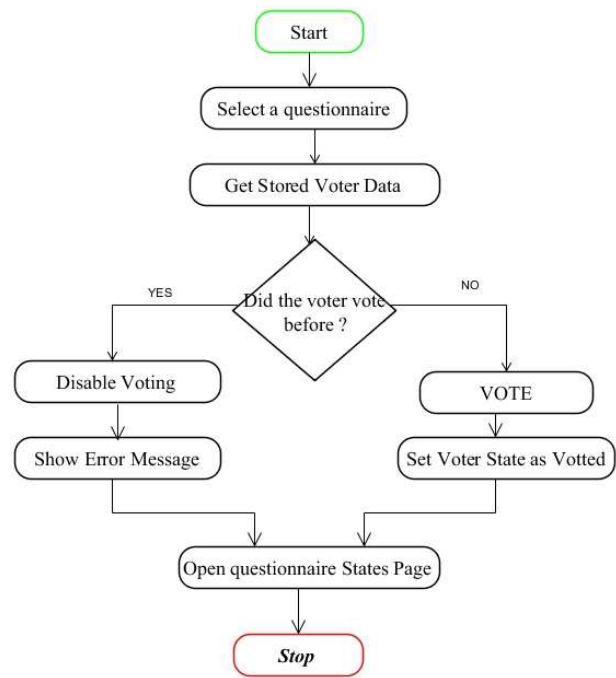 Start
Select a questionnaire
Get Stored Voter Data
Did the voter vote
before ?
YES
NO
Disable Voting
VOTE
Show Error Message
Set Voter State as Votted
Open questionnaire States Page
Stop